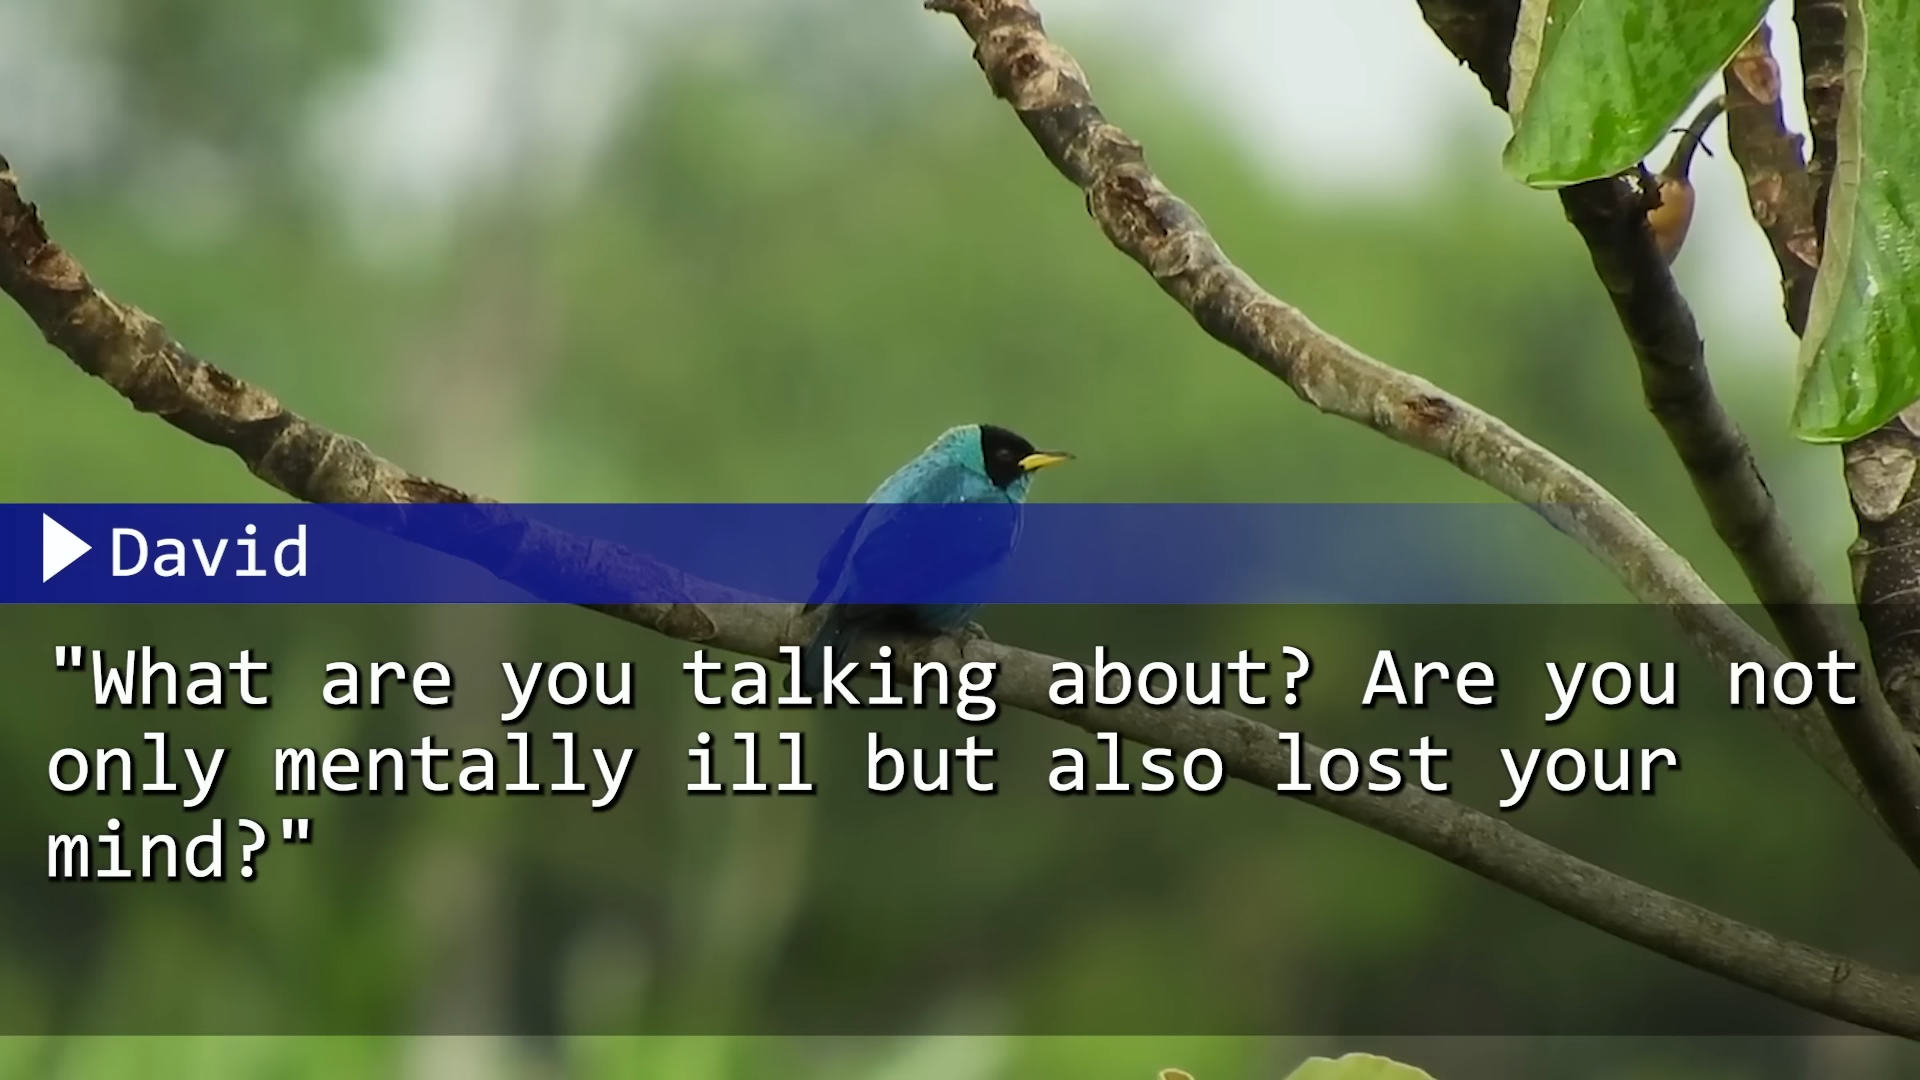 David
"What are you talking about? Are you not
only mentally ill but also lost your
mind?"